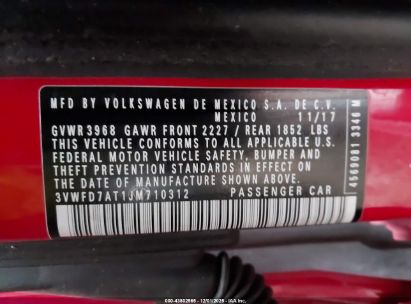 MFD BY VOLKSWAGEN DE MEXICO S.A. DE C.V.
MEXICO 11/17
GVWR 3968 GAWR FRONT 2227 / REAR 1852 LBS
THIS VEHICLE CONFORMS TO ALL APPLICABLE U.S.
FEDERAL MOTOR VEHICLE SAFETY, BUMPER AND
THEFT PREVENTION STANDARDS IN EFFECT ON THE
DATE OF MANUFACTURE SHOWN ABOVE.
3VWFD7AT1JM710312 PASSENGER CAR
4569081 3346 M